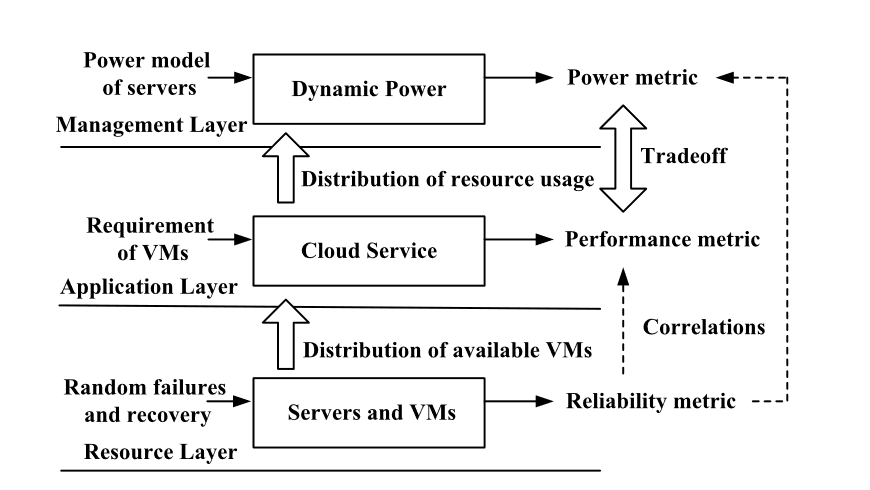 Power model
of servers
Dynamic Power
Power metric
Management Layer
Distribution of resource usage
Tradeoff
Requirement
of VMs
Cloud Service
Performance metric
Application Layer
Distribution of available VMs
Correlations
Random failures
and recovery
Servers and VMs
Reliability metric
Resource Layer